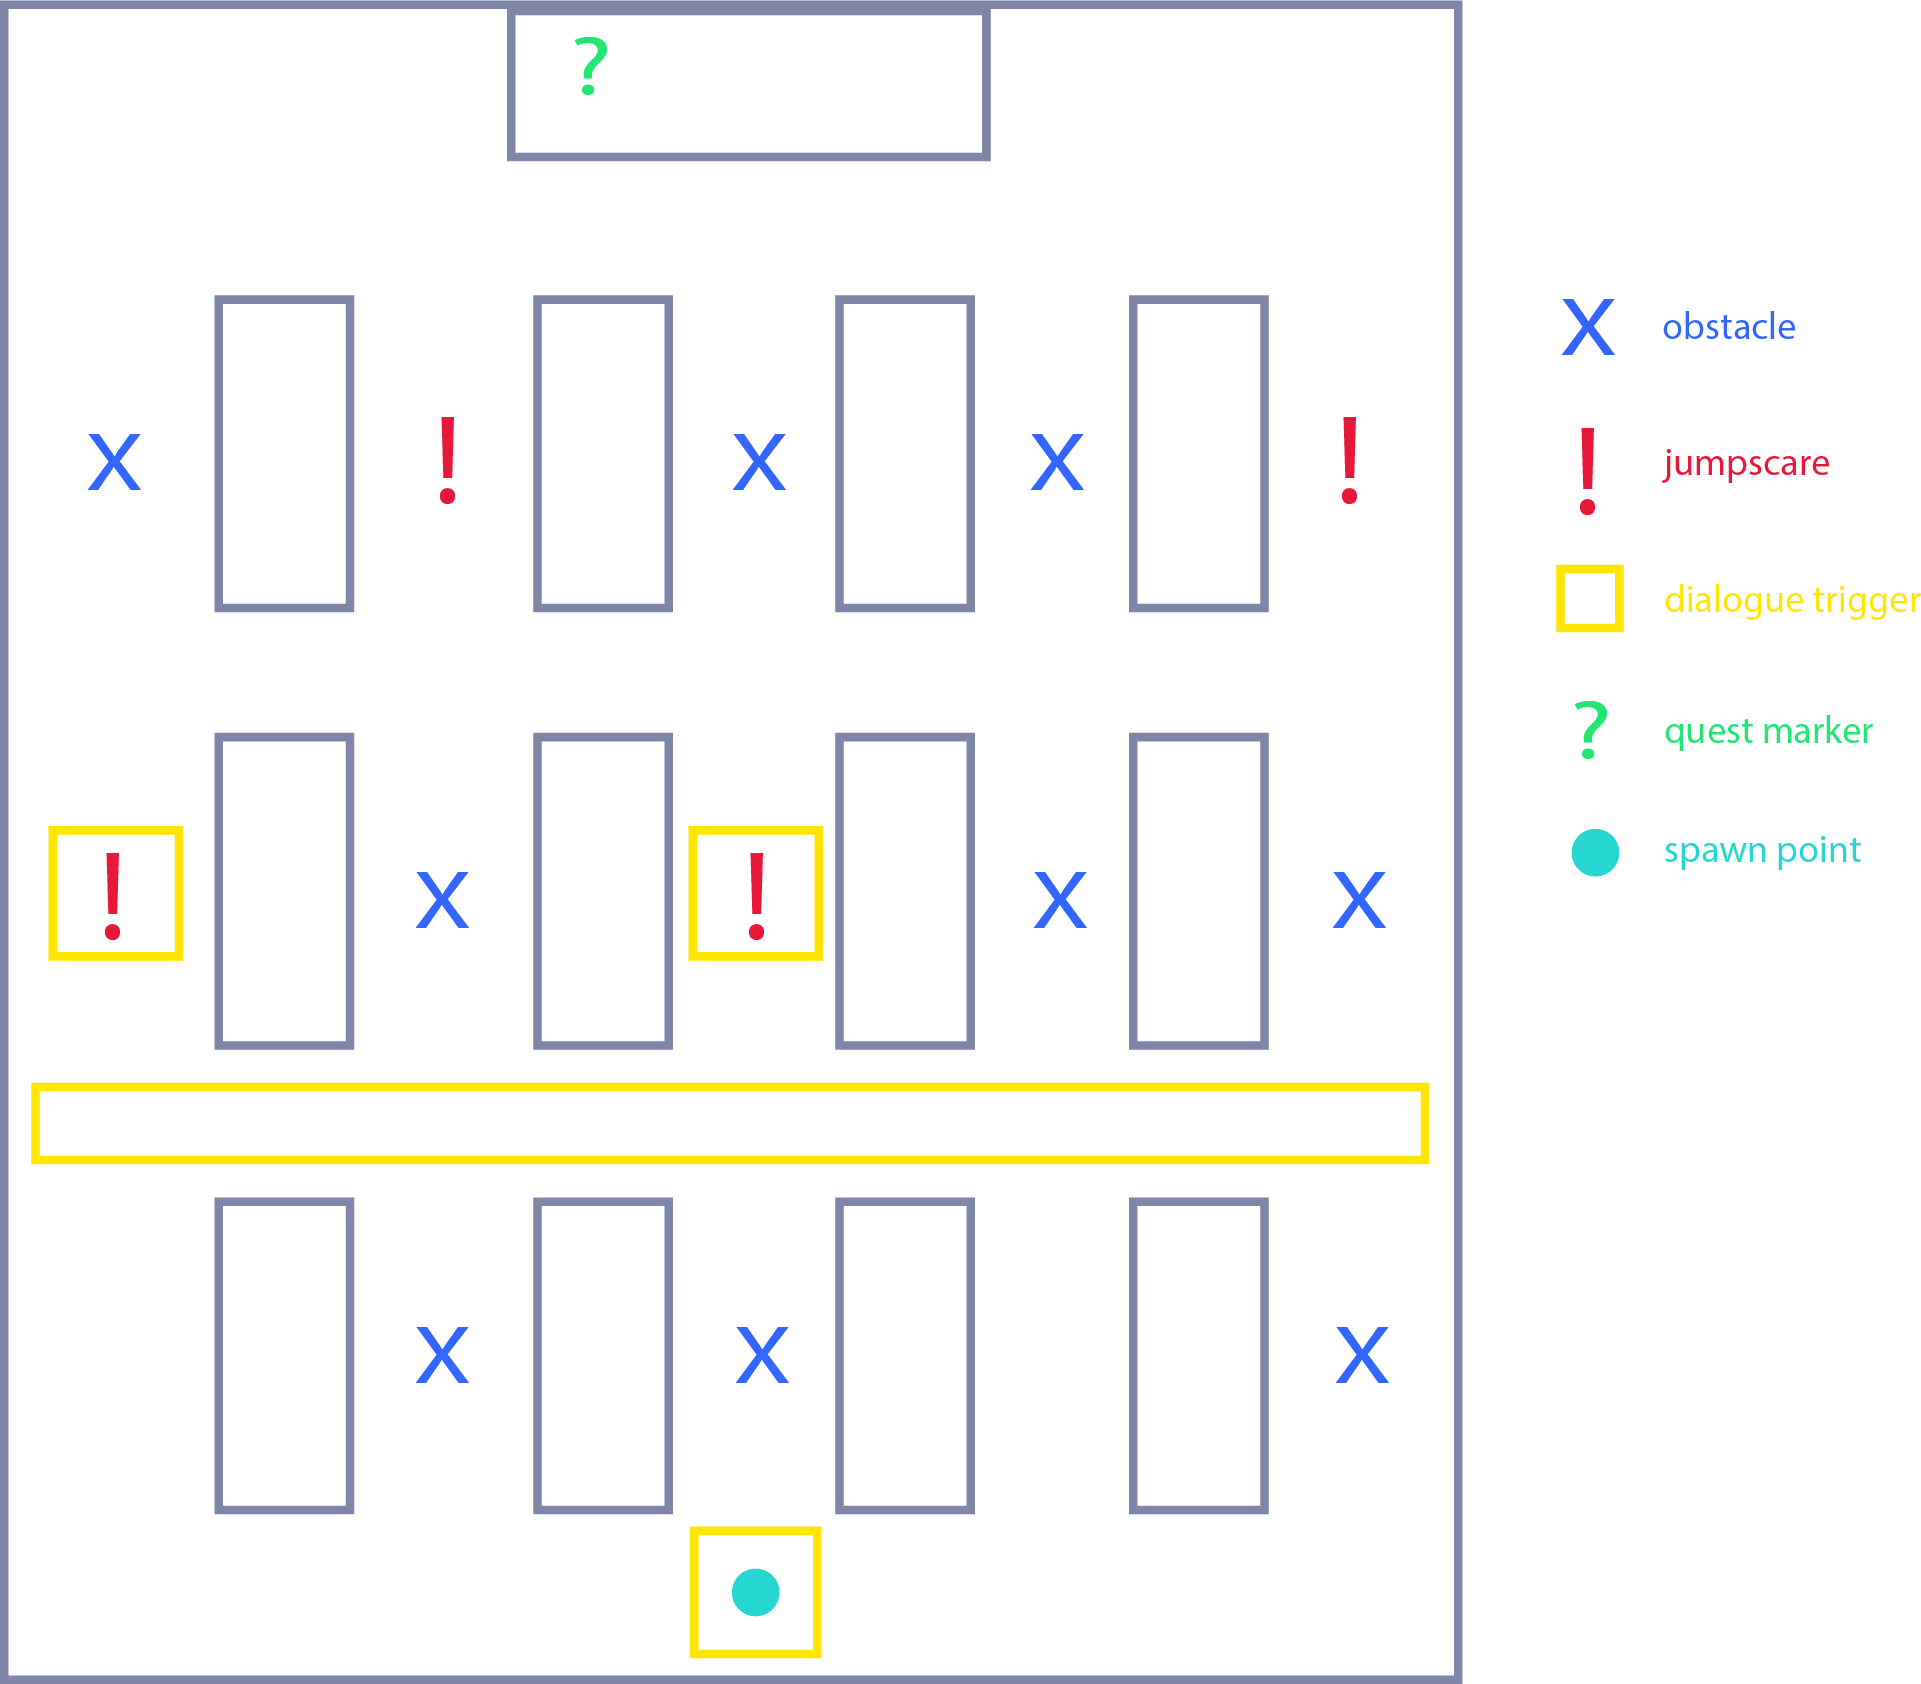 ?
X ! X X !
! X ! X X
X X X
X obstacle
! jumpscare
dialogue trigger
? quest marker
spawn point